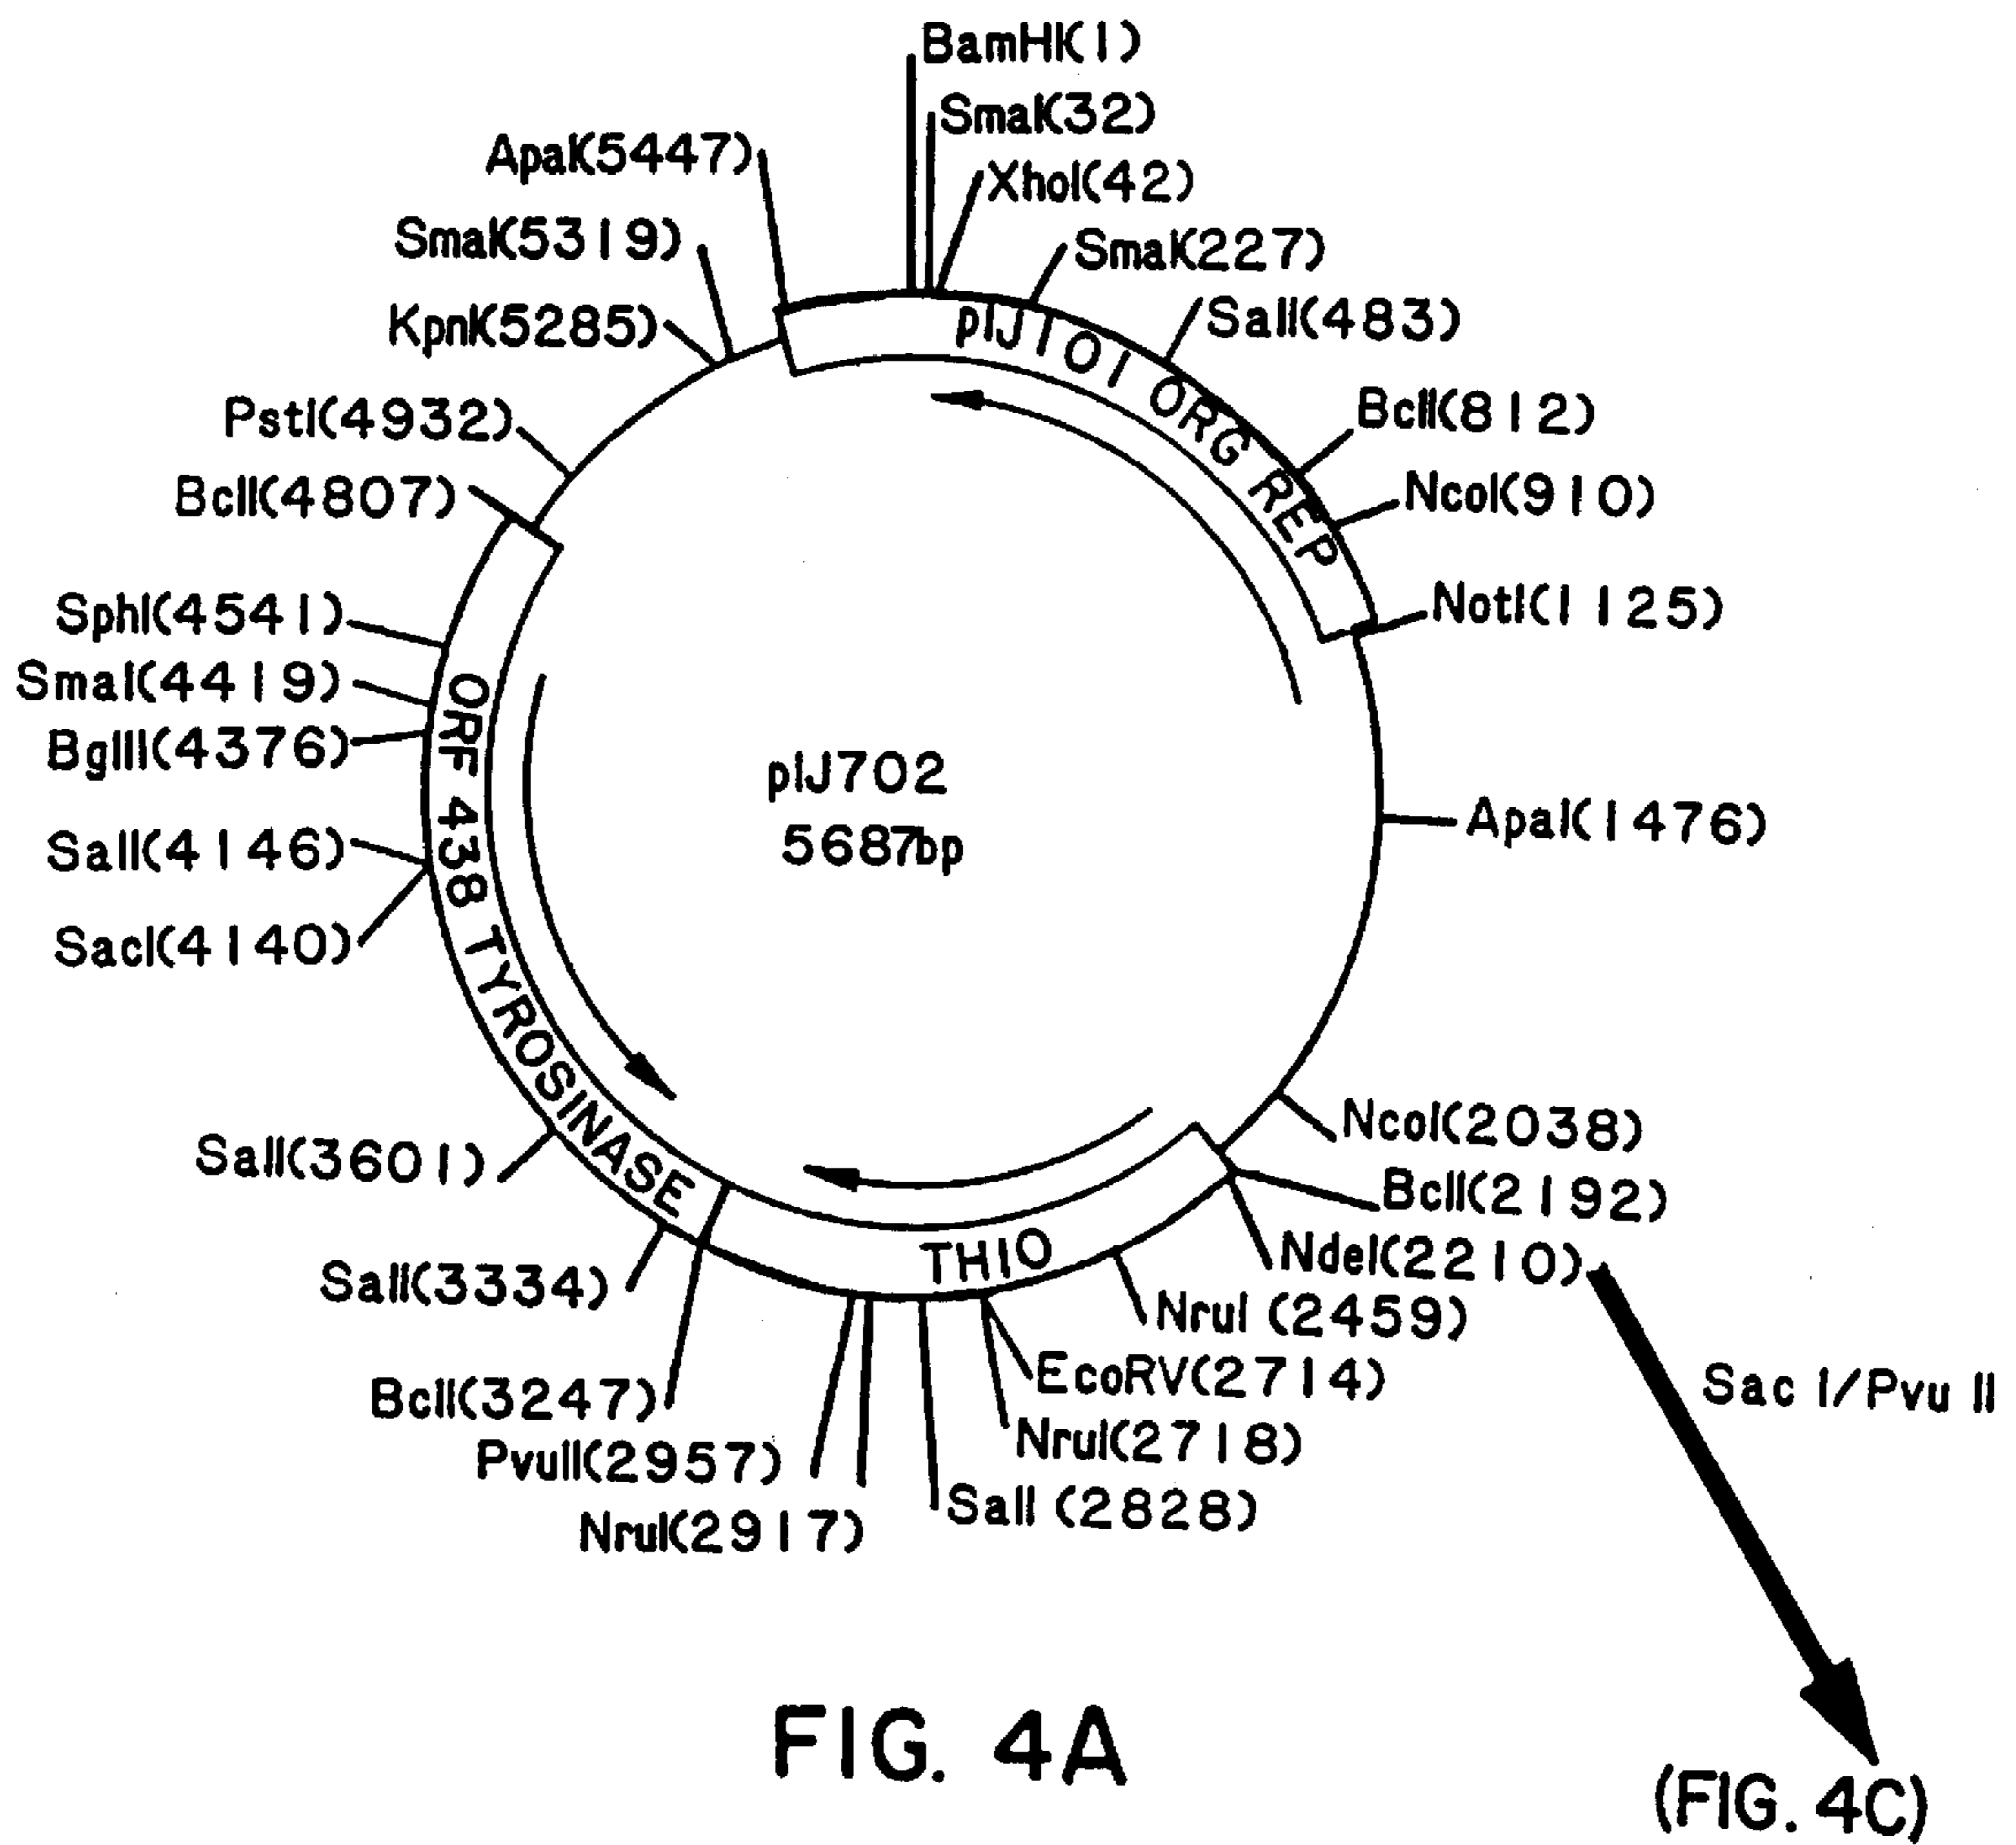 BamHI(1)
SmaI(32)
XhoI(42)
SmaI(227)
SalI(483)
BclI(812)
NcoI(910)
NotI(1125)
ApaI(1476)
NcoI(2038)
BclI(2192)
NdeI(2210)
NruI (2459)
EcoRV(2714)
NruI(2718)
SalI (2828)
NruI(2917)
PvuII(2957)
BclI(3247)
SalI(3334)
SalI(3601)
SacI(4140)
SalI(4146)
BglII(4376)
SmaI(4419)
SphI(4541)
BclI(4807)
PstI(4932)
KpnI(5285)
SmaI(5319)
ApaI(5447)
pIJ101 ORG REP
ORF 438 TYROSINASE
THIO
pIJ702
5687bp
Sac I/Pvu II
FIG. 4A
(FIG. 4C)